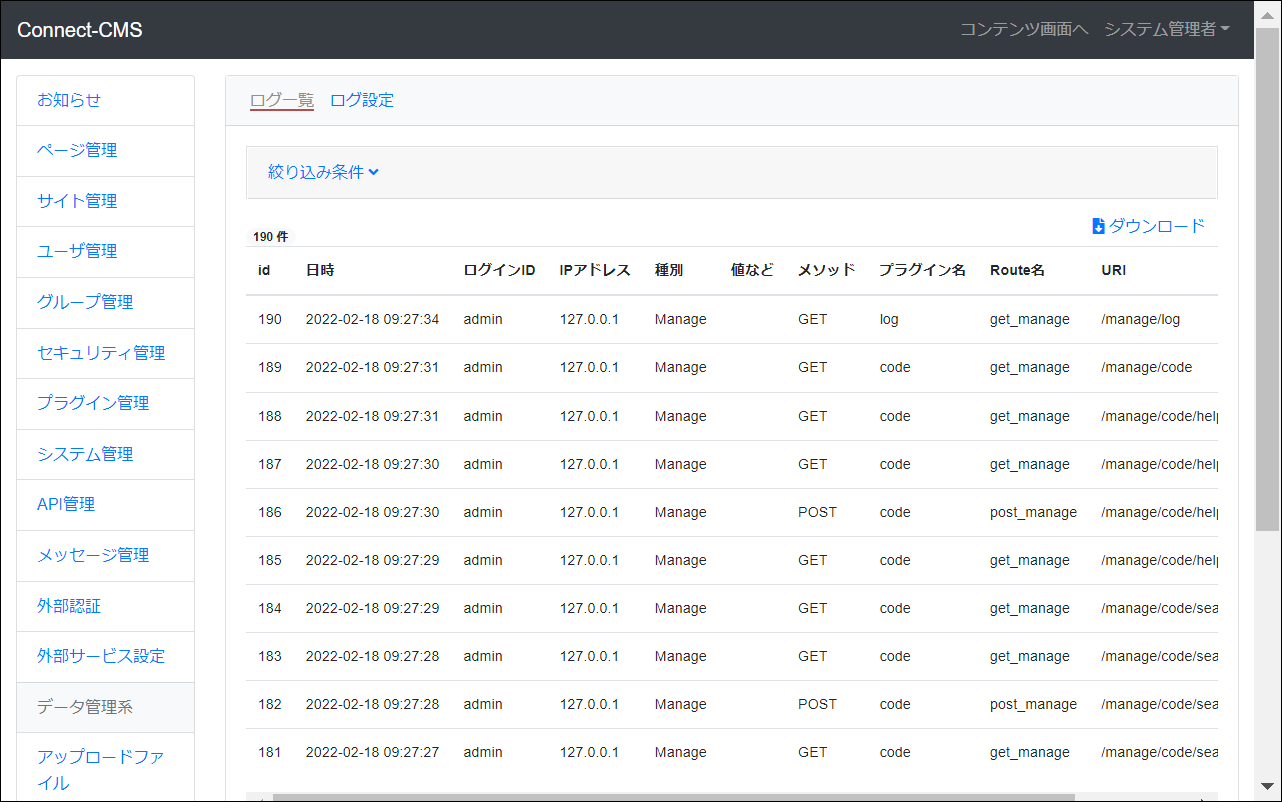 Connect-CMS
コンテンツ画面へ システム管理者
お知らせ
ページ管理
サイト管理
ユーザ管理
グループ管理
セキュリティ管理
プラグイン管理
システム管理
API管理
メッセージ管理
外部認証
外部サービス設定
データ管理系
アップロードファ
イル
ログ一覧 ログ設定
絞り込み条件
ダウンロード
190 件
id 日時 ログインID IPアドレス 種別 値など メソッド プラグイン名 Route名 URI
190 2022-02-18 09:27:34 admin 127.0.0.1 Manage GET log get_manage /manage/log
189 2022-02-18 09:27:31 admin 127.0.0.1 Manage GET code get_manage /manage/code
188 2022-02-18 09:27:31 admin 127.0.0.1 Manage GET code get_manage /manage/code/help
187 2022-02-18 09:27:30 admin 127.0.0.1 Manage GET code get_manage /manage/code/help
186 2022-02-18 09:27:30 admin 127.0.0.1 Manage POST code post_manage /manage/code/help
185 2022-02-18 09:27:29 admin 127.0.0.1 Manage GET code get_manage /manage/code/help
184 2022-02-18 09:27:29 admin 127.0.0.1 Manage GET code get_manage /manage/code/sea
183 2022-02-18 09:27:28 admin 127.0.0.1 Manage GET code get_manage /manage/code/sea
182 2022-02-18 09:27:28 admin 127.0.0.1 Manage POST code post_manage /manage/code/sea
181 2022-02-18 09:27:27 admin 127.0.0.1 Manage GET code get_manage /manage/code/sea